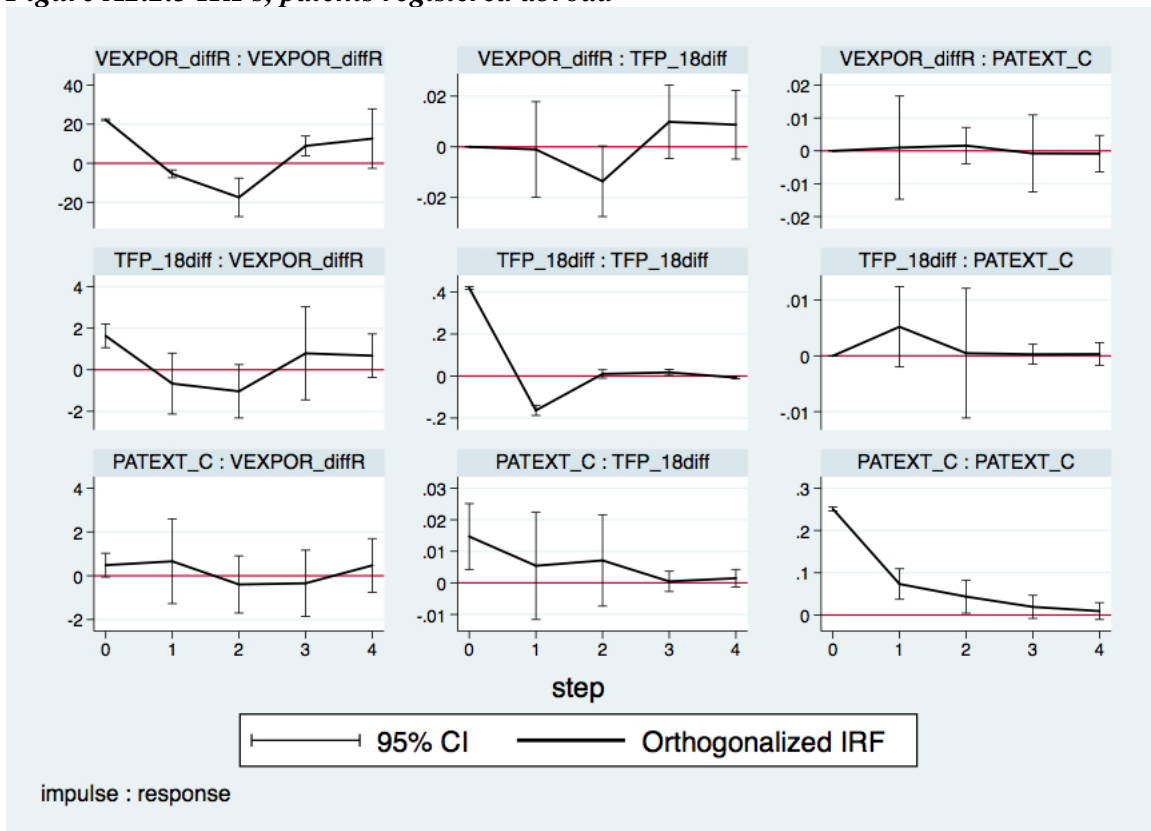 VEXPOR_diffR : VEXPOR_diffR
VEXPOR_diffR : TFP_18diff
VEXPOR_diffR : PATEXT_C
40
20
0
-20
.02
0
-.02
.02
.01
0
-.01
-.02
TFP_18diff : VEXPOR_diffR
TFP_18diff : TFP_18diff
TFP_18diff : PATEXT_C
4
2
0
-2
.4
.2
0
-.2
.01
0
-.01
PATEXT_C : VEXPOR_diffR
PATEXT_C : TFP_18diff
PATEXT_C : PATEXT_C
4
2
0
-2
.03
.02
.01
0
-.01
.3
.2
.1
0
0 1 2 3 4
0 1 2 3 4
0 1 2 3 4
step
95% CI
Orthogonalized IRF
impulse : response